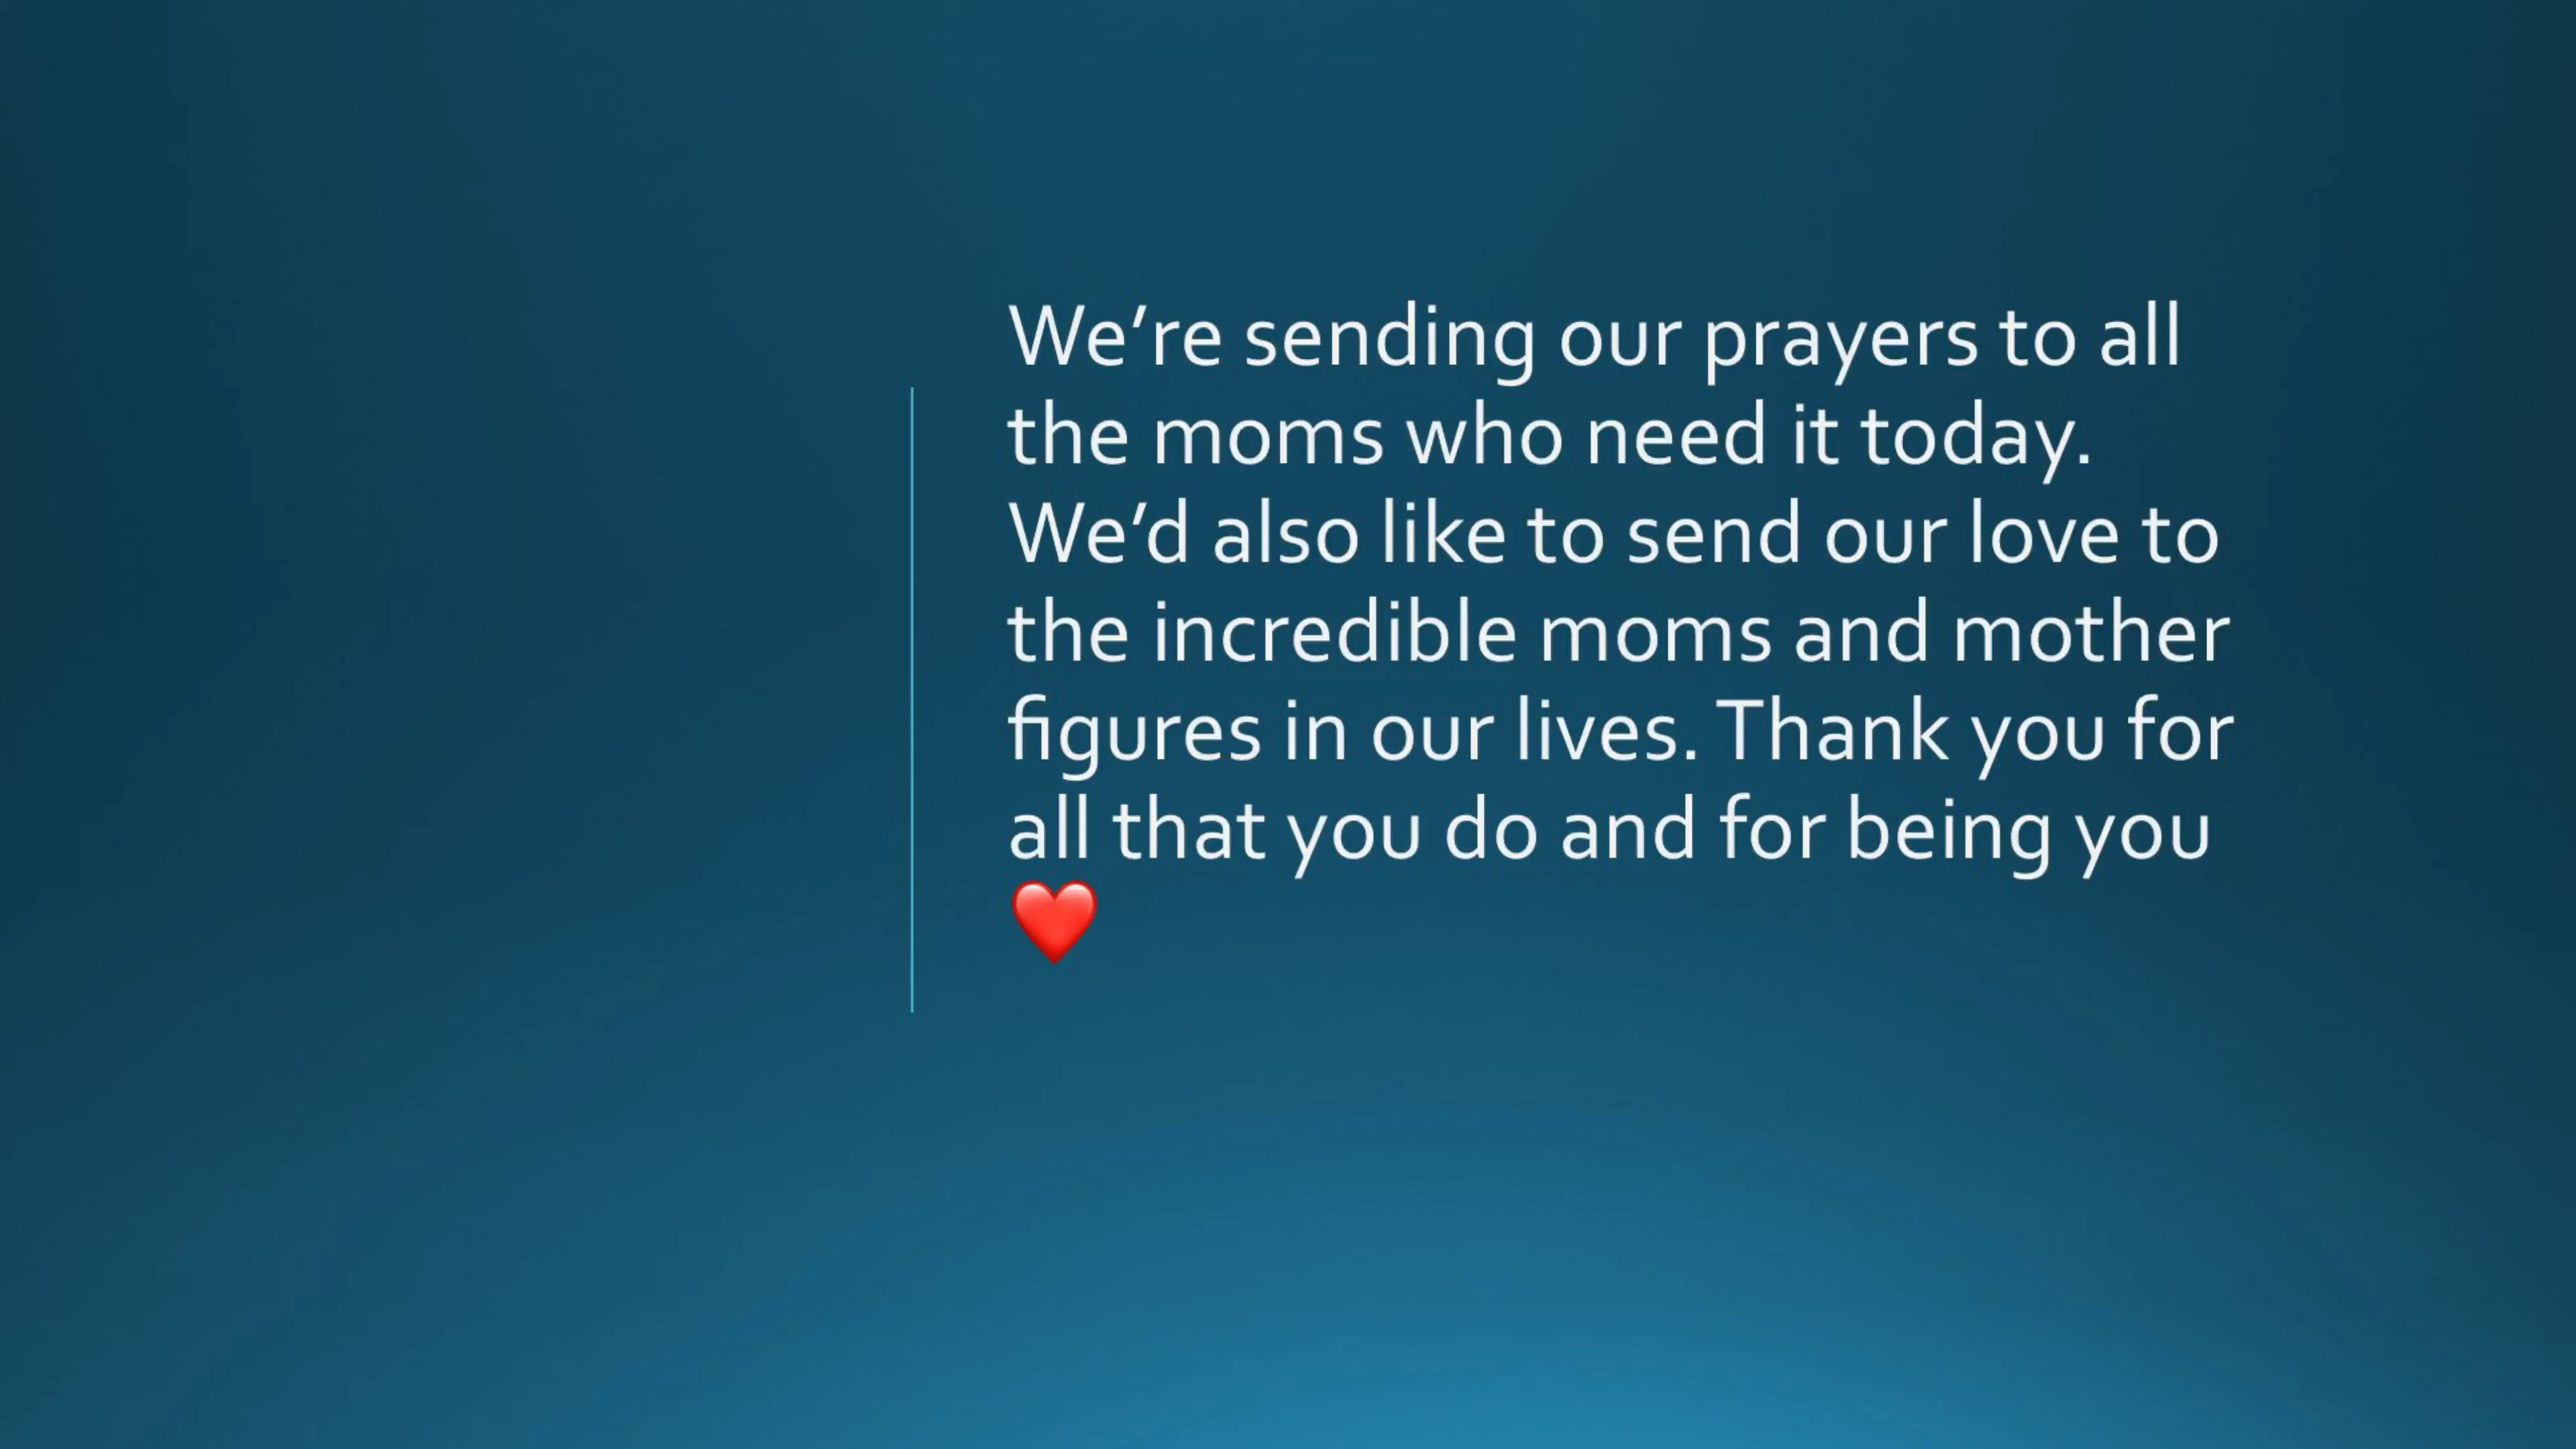 We’re sending our prayers to all
the moms who need it today.
We’d also like to send our love to
the incredible moms and mother
figures in our lives. Thank you for
all that you do and for being you
❤️